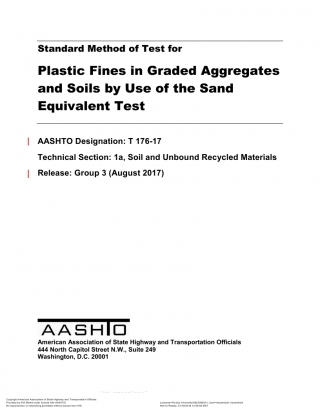 Standard Method of Test for
Plastic Fines in Graded Aggregates
and Soils by Use of the Sand
Equivalent Test
AASHTO Designation: T 176-17
Technical Section: 1a, Soil and Unbound Recycled Materials
Release: Group 3 (August 2017)
AASHTO
American Association of State Highway and Transportation Officials
444 North Capitol Street N.W., Suite 249
Washington, D.C. 20001